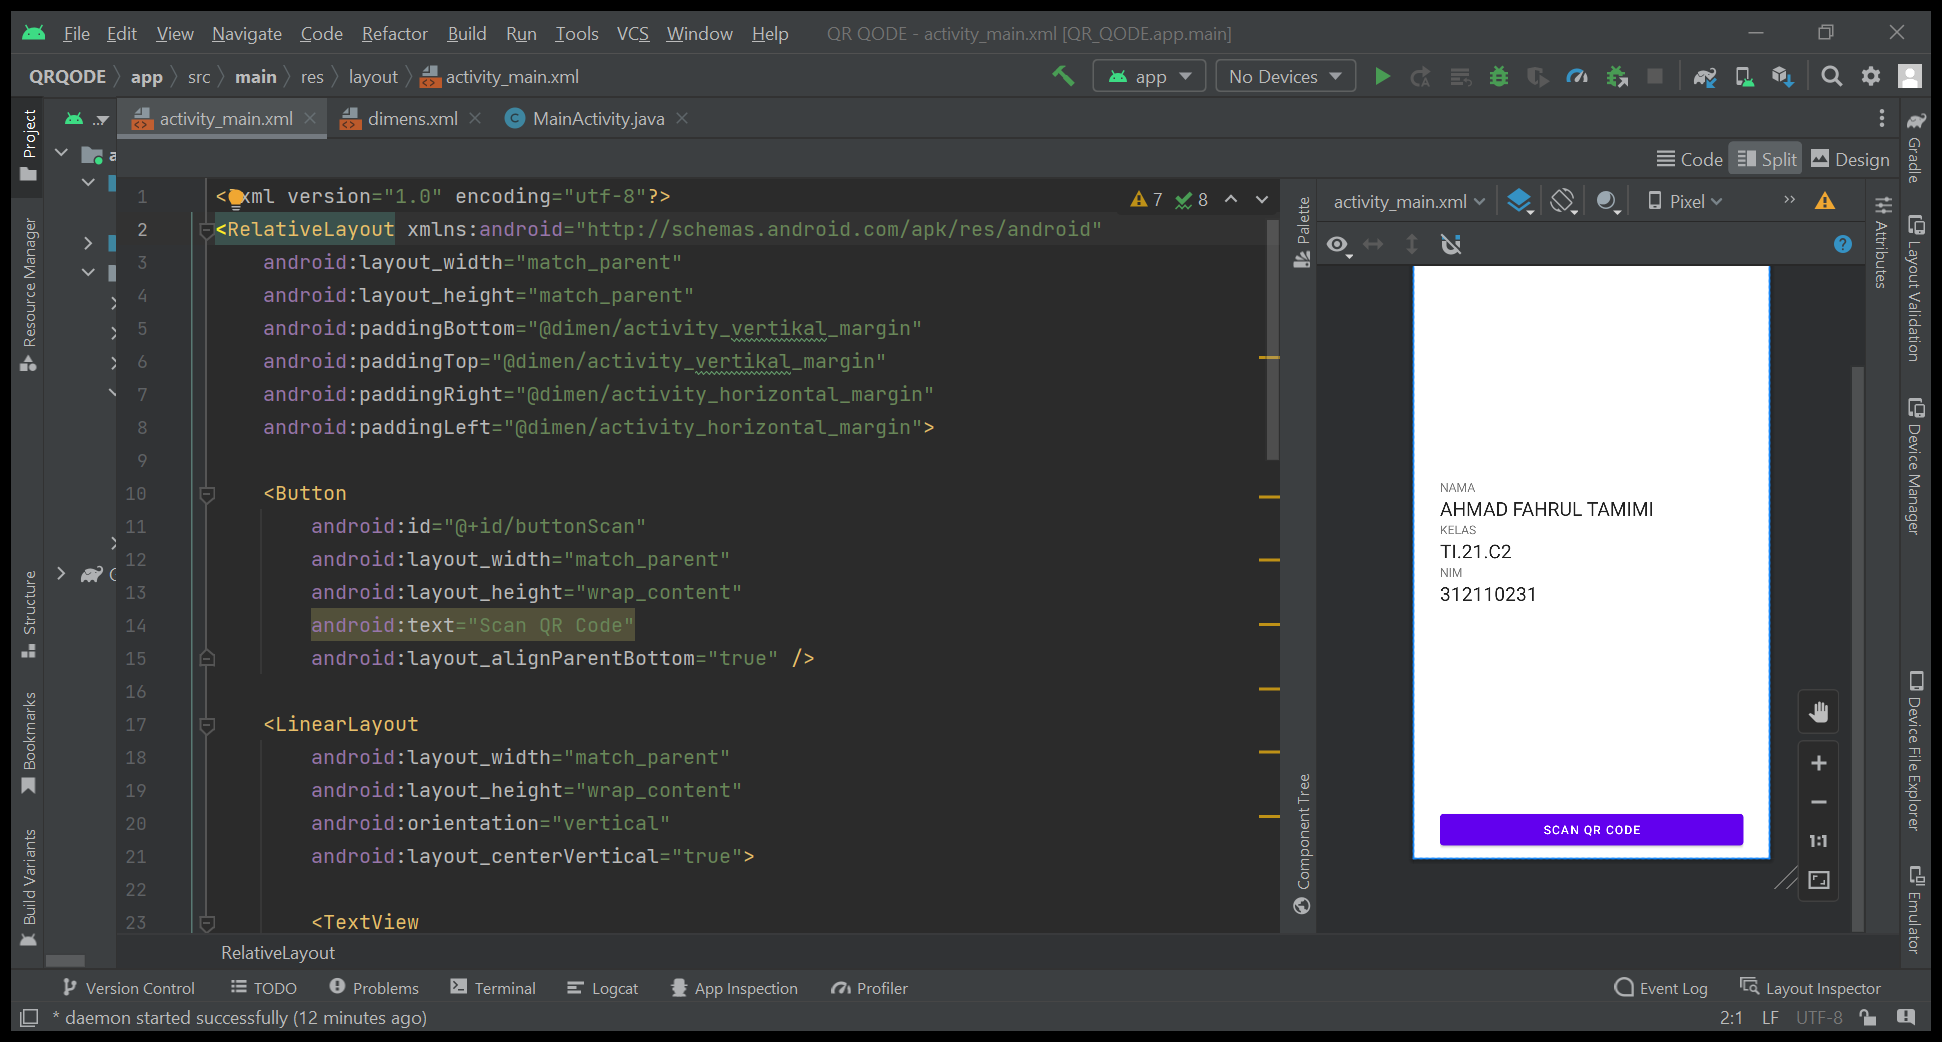 File Edit View Navigate Code Refactor Build Run Tools VCS Window Help QR QODE - activity_main.xml [QR_QODE.app.main]
QRQODE app src main res layout activity_main.xml app No Devices
.. activity_main.xml dimens.xml MainActivity.java
Code Split Design
Project
Resource Manager
Structure
Bookmarks
Build Variants
a
1 <?xml version="1.0" encoding="utf-8"?> 7 8
2 <RelativeLayout xmlns:android="http://schemas.android.com/apk/res/android"
3 android:layout_width="match_parent"
4 android:layout_height="match_parent"
5 android:paddingBottom="@dimen/activity_vertikal_margin"
6 android:paddingTop="@dimen/activity_vertikal_margin"
7 android:paddingRight="@dimen/activity_horizontal_margin"
8 android:paddingLeft="@dimen/activity_horizontal_margin">
9
10 <Button
11 android:id="@+id/buttonScan"
12 android:layout_width="match_parent"
13 android:layout_height="wrap_content"
14 android:text="Scan QR Code"
15 android:layout_alignParentBottom="true" />
16
17 <LinearLayout
18 android:layout_width="match_parent"
19 android:layout_height="wrap_content"
20 android:orientation="vertical"
21 android:layout_centerVertical="true">
22
23 <TextView
RelativeLayout
Palette
Component Tree
activity_main.xml Pixel
NAMA
AHMAD FAHRUL TAMIMI
KELAS
TI.21.C2
NIM
312110231
SCAN QR CODE
1:1
Attributes
Gradle
Layout Validation
Device Manager
Device File Explorer
Emulator
Version Control TODO Problems Terminal Logcat App Inspection Profiler Event Log Layout Inspector
* daemon started successfully (12 minutes ago) 2:1 LF UTF-8